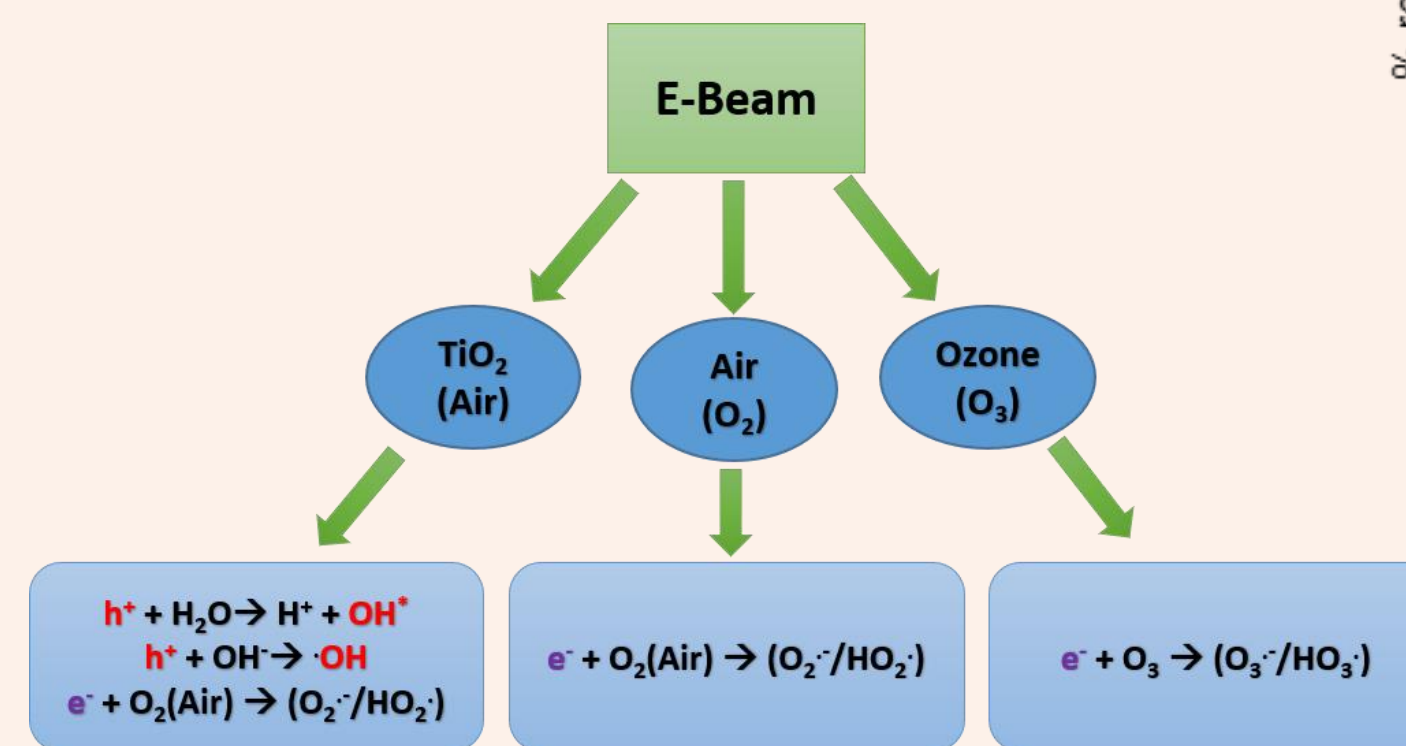 E-Beam
TiO₂
(Air)
Air
(O₂)
Ozone
(O₃)
h⁺ + H₂O→ H⁺ + OH*
h⁺ + OH⁻→ ·OH
e⁻ + O₂(Air) → (O₂·⁻/HO₂·)
e⁻ + O₂(Air) → (O₂·⁻/HO₂·)
e⁻ + O₃ → (O₃·⁻/HO₃·)